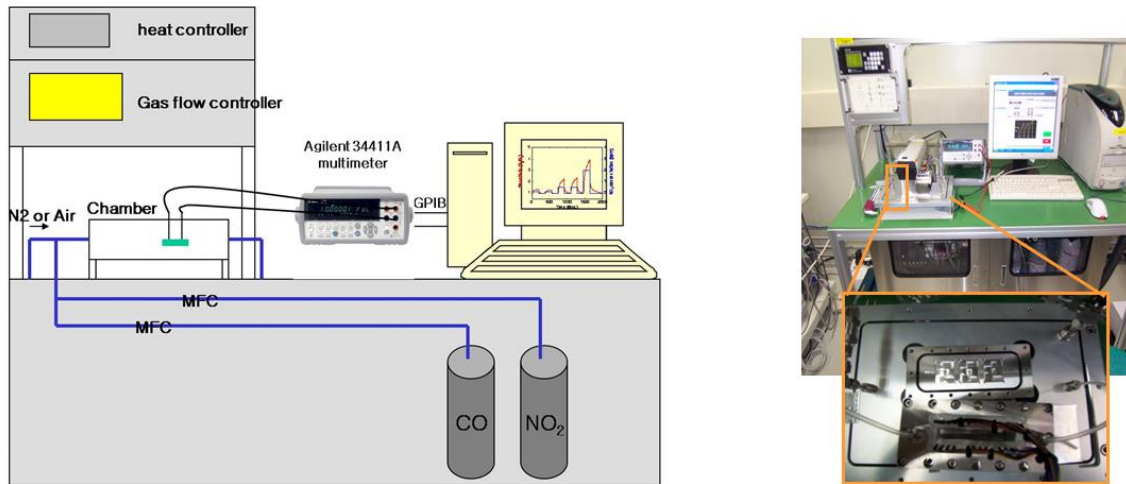 heat controller
Gas flow controller
Agilent 34411A
multimeter
N2 or Air
Chamber
GPIB
MFC
MFC
CO
NO2